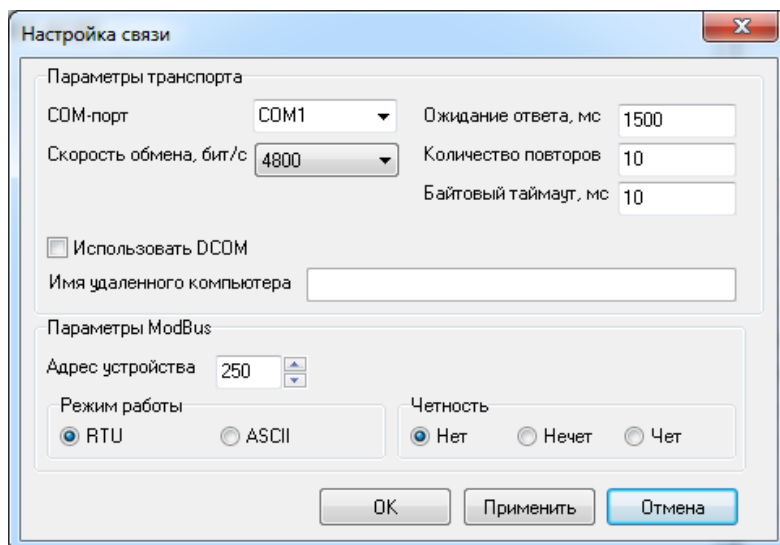 Настройка связи
Параметры транспорта
COM-порт COM1 Ожидание ответа, мс 1500
Скорость обмена, бит/с 4800 Количество повторов 10
Байтовый таймаут, мс 10
Использовать DCOM
Имя удаленного компьютера
Параметры ModBus
Адрес устройства 250
Режим работы Четность
RTU ASCII Нет Нечет Чет
OK Применить Отмена